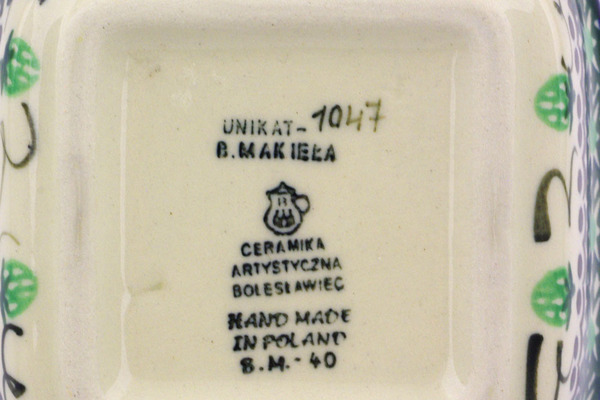 UNIKAT-1047
B.MAKIEŁA
CERAMIKA
ARTYSTYCZNA
BOLESŁAWIEC
HAND MADE
IN POLAND
B.M.-40